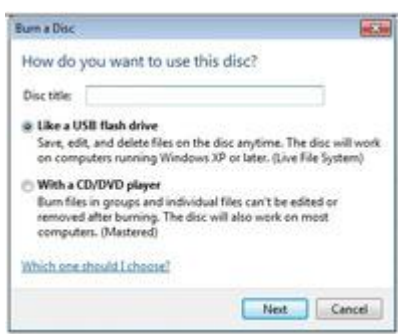 Burn a Disc
How do you want to use this disc?
Disc title:
Like a USB flash drive
Save, edit, and delete files on the disc anytime. The disc will work
on computers running Windows XP or later. (Live File System)
With a CD/DVD player
Burn files in groups and individual files can't be edited or
removed after burning. The disc will also work on most
computers. (Mastered)
Which one should I choose?
Next Cancel